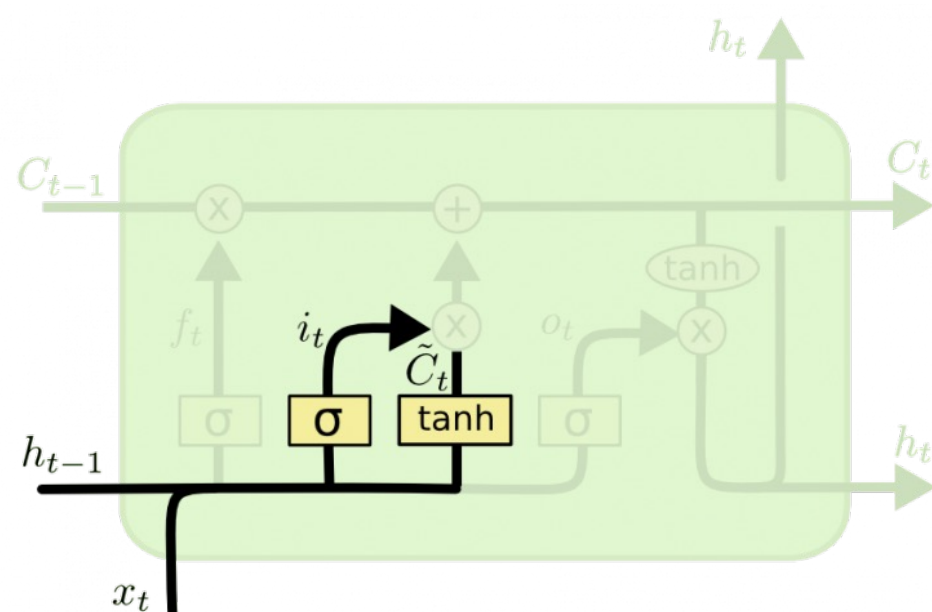 h_t
C_{t-1}
C_t
x
+
tanh
f_t
i_t
x
o_t
x
C̃_t
σ
σ
tanh
σ
h_{t-1}
h_t
x_t